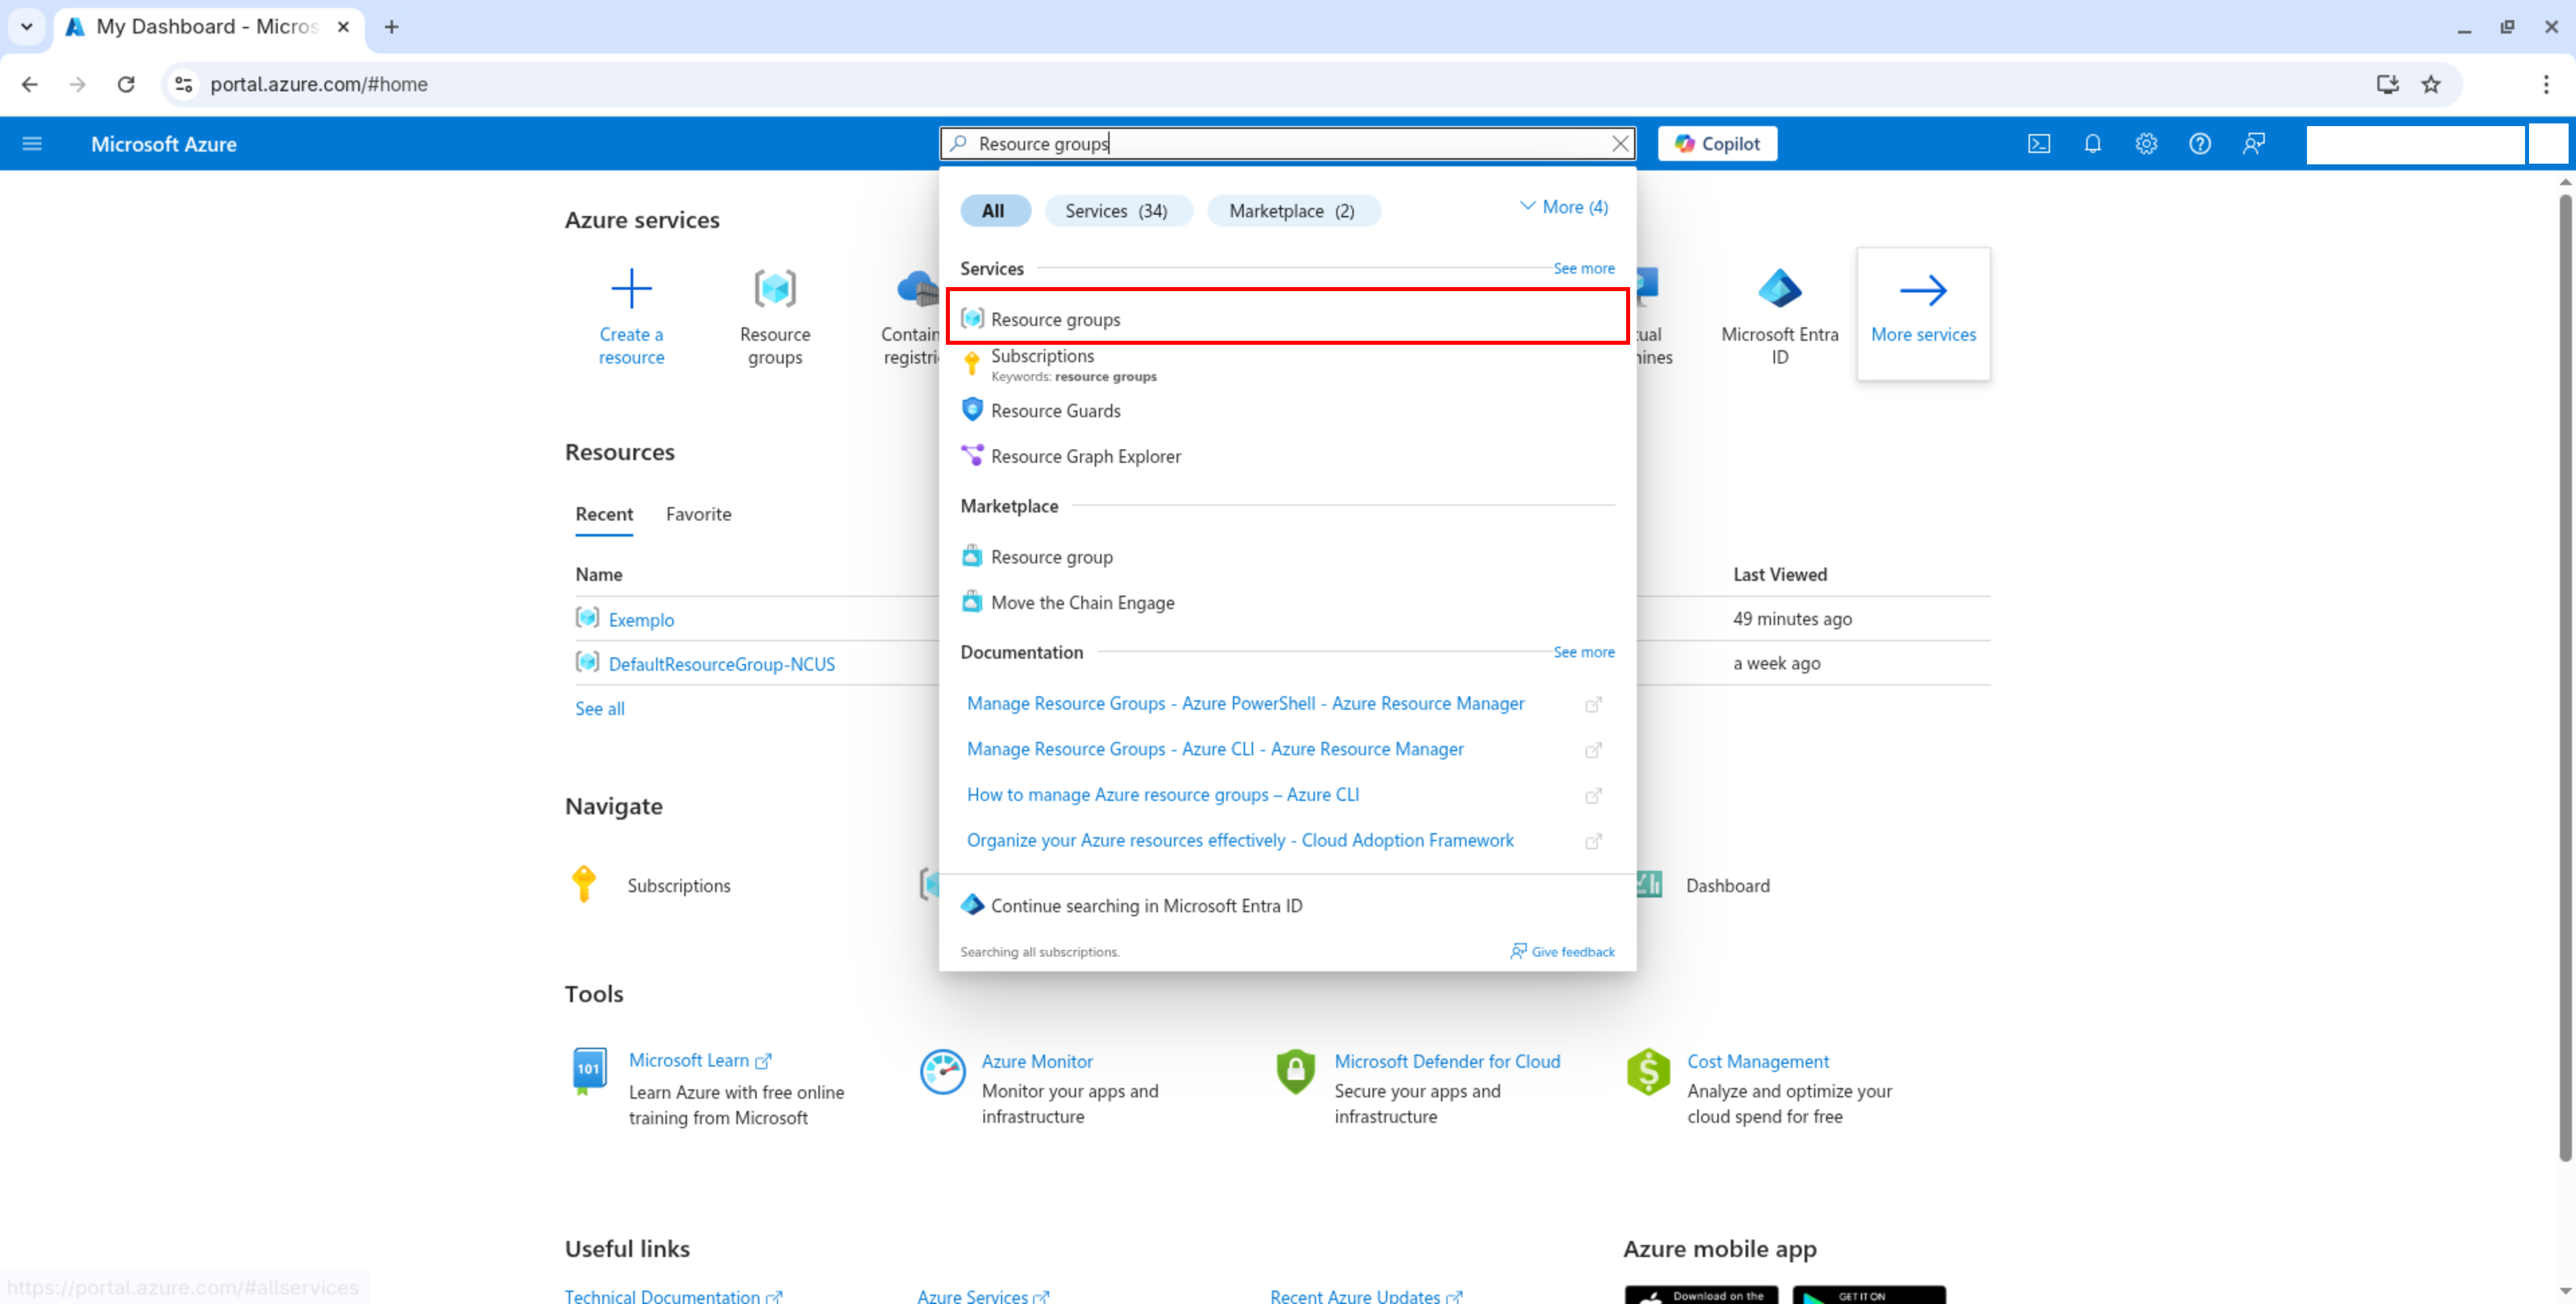 My Dashboard - Micros
portal.azure.com/#home
Microsoft Azure
Resource groups
Copilot
All
Services (34)
Marketplace (2)
More (4)
Azure services
Create a
resource
Resource
groups
Microsoft Entra
ID
More services
Services
See more
Resource groups
Subscriptions
Keywords: resource groups
Resource Guards
Resource Graph Explorer
Marketplace
Resource group
Move the Chain Engage
Documentation
See more
Manage Resource Groups - Azure PowerShell - Azure Resource Manager
Manage Resource Groups - Azure CLI - Azure Resource Manager
How to manage Azure resource groups – Azure CLI
Organize your Azure resources effectively - Cloud Adoption Framework
Continue searching in Microsoft Entra ID
Searching all subscriptions.
Give feedback
Resources
Recent
Favorite
Name
Last Viewed
Exemplo
49 minutes ago
DefaultResourceGroup-NCUS
a week ago
See all
Navigate
Subscriptions
Dashboard
Tools
101
Microsoft Learn
Learn Azure with free online
training from Microsoft
Azure Monitor
Monitor your apps and
infrastructure
Microsoft Defender for Cloud
Secure your apps and
infrastructure
Cost Management
Analyze and optimize your
cloud spend for free
Useful links
Azure mobile app
Technical Documentation
Azure Services
Recent Azure Updates
Download on the
GET IT ON
https://portal.azure.com/#allservices